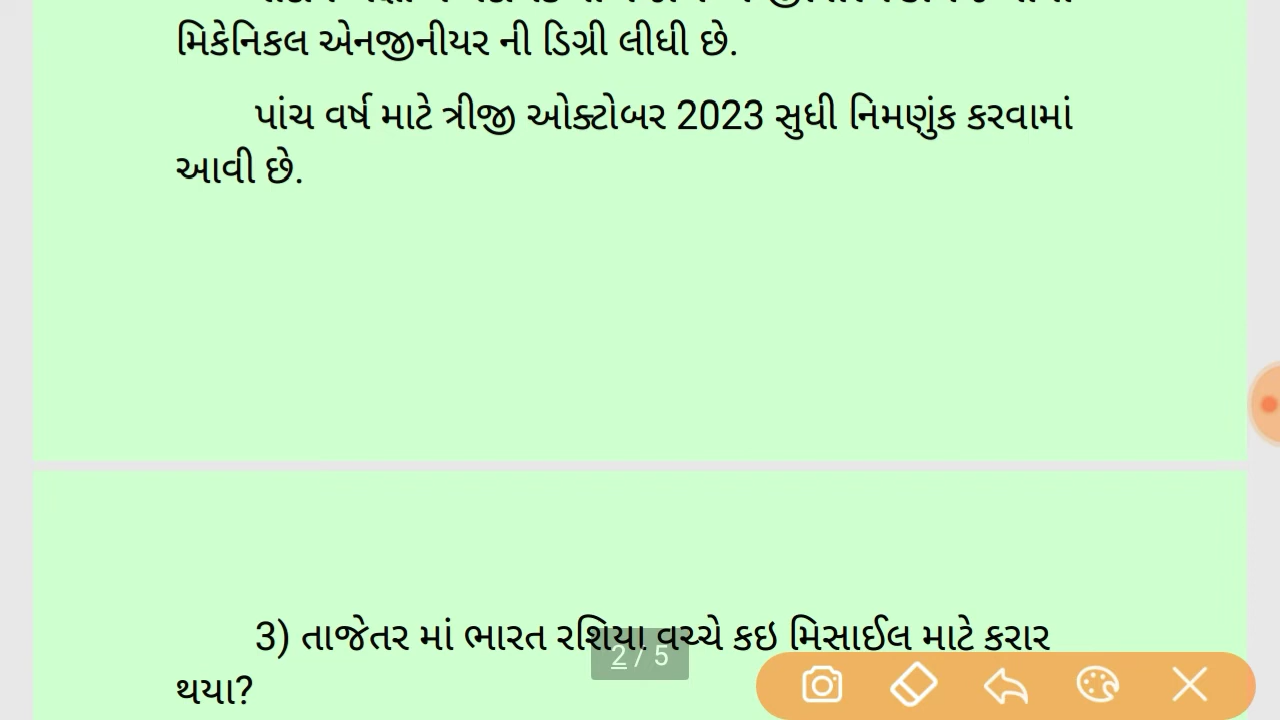 મિકેનિકલ એનજીનીયર ની ડિગ્રી લીધી છે.
પાંચ વર્ષ માટે ત્રીજી ઓક્ટોબર 2023 સુધી નિમણુંક કરવામાં
આવી છે.
3) તાજેતર માં ભારત રશિયા વચ્ચે કઇ મિસાઈલ માટે કરાર
થયા?
2 / 5